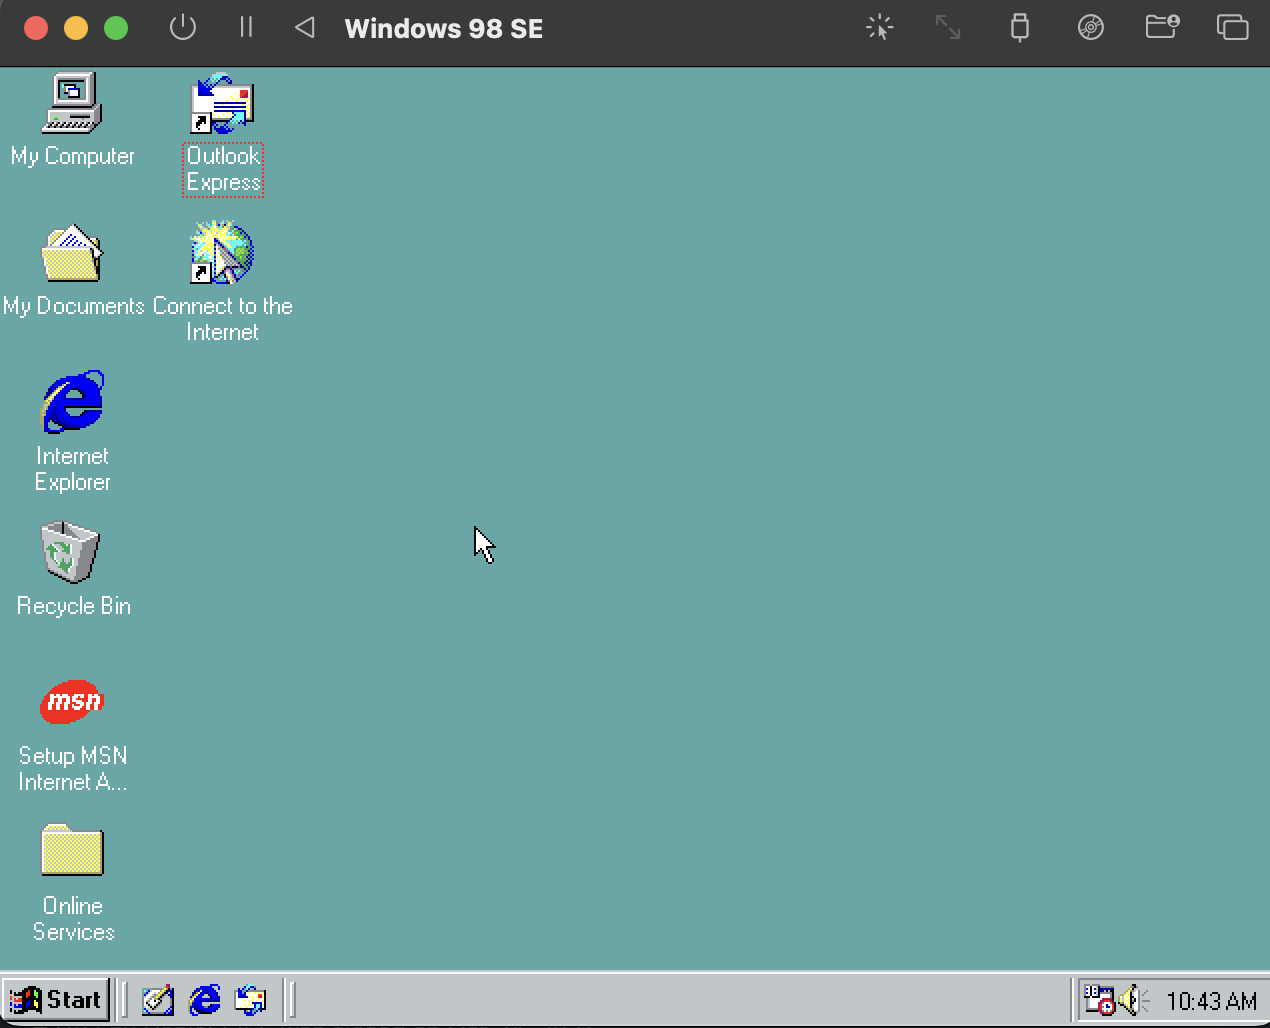 Windows 98 SE
My Computer
Outlook
Express
My Documents
Connect to the
Internet
Internet
Explorer
Recycle Bin
msn
Setup MSN
Internet A...
Online
Services
Start
10:43 AM